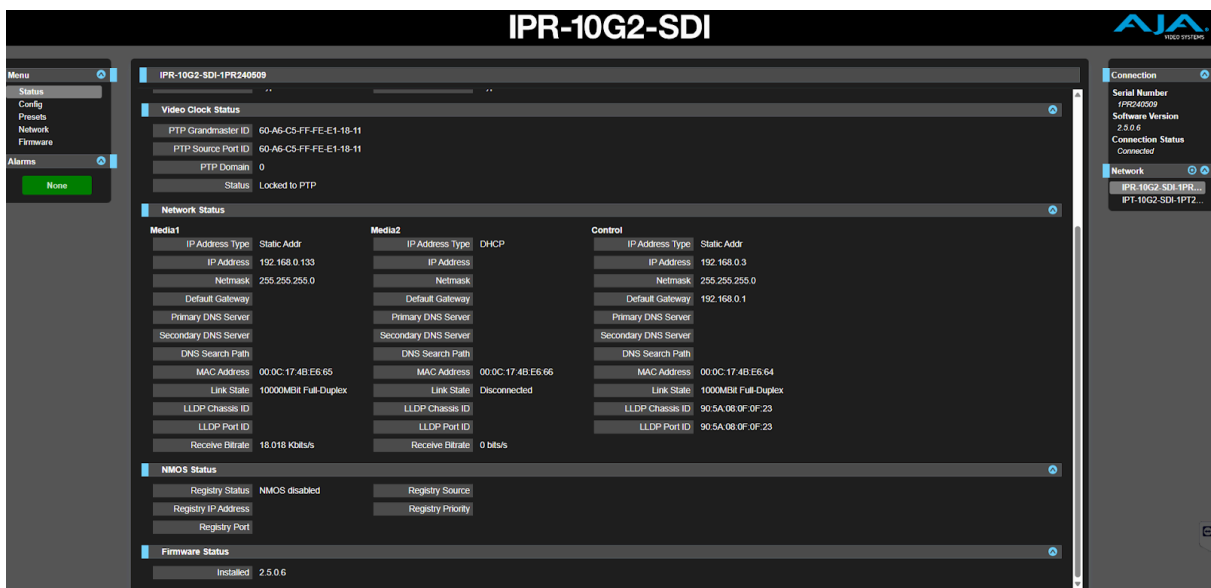 IPR-10G2-SDI
AJA
VIDEO SYSTEMS
Menu
Status
Config
Presets
Network
Firmware
Alarms
None
IPR-10G2-SDI-1PR240509
Video Clock Status
PTP Grandmaster ID 60-A6-C5-FF-FE-E1-18-11
PTP Source Port ID 60-A6-C5-FF-FE-E1-18-11
PTP Domain 0
Status Locked to PTP
Network Status
Media1 Media2 Control
IP Address Type Static Addr IP Address Type DHCP IP Address Type Static Addr
IP Address 192.168.0.133 IP Address IP Address 192.168.0.3
Netmask 255.255.255.0 Netmask Netmask 255.255.255.0
Default Gateway Default Gateway Default Gateway 192.168.0.1
Primary DNS Server Primary DNS Server Primary DNS Server
Secondary DNS Server Secondary DNS Server Secondary DNS Server
DNS Search Path DNS Search Path DNS Search Path
MAC Address 00:0C:17:4B:E6:65 MAC Address 00:0C:17:4B:E6:66 MAC Address 00:0C:17:4B:E6:64
Link State 10000MBit Full-Duplex Link State Disconnected Link State 1000MBit Full-Duplex
LLDP Chassis ID LLDP Chassis ID LLDP Chassis ID 90:5A:08:0F:0F:23
LLDP Port ID LLDP Port ID LLDP Port ID 90:5A:08:0F:0F:23
Receive Bitrate 18.018 Kbits/s Receive Bitrate 0 bits/s
NMOS Status
Registry Status NMOS disabled Registry Source
Registry IP Address Registry Priority
Registry Port
Firmware Status
Installed 2.5.0.6
Connection
Serial Number
1PR240509
Software Version
2.5.0.6
Connection Status
Connected
Network
IPR-10G2-SDI-1PR...
IPT-10G2-SDI-1PT2...